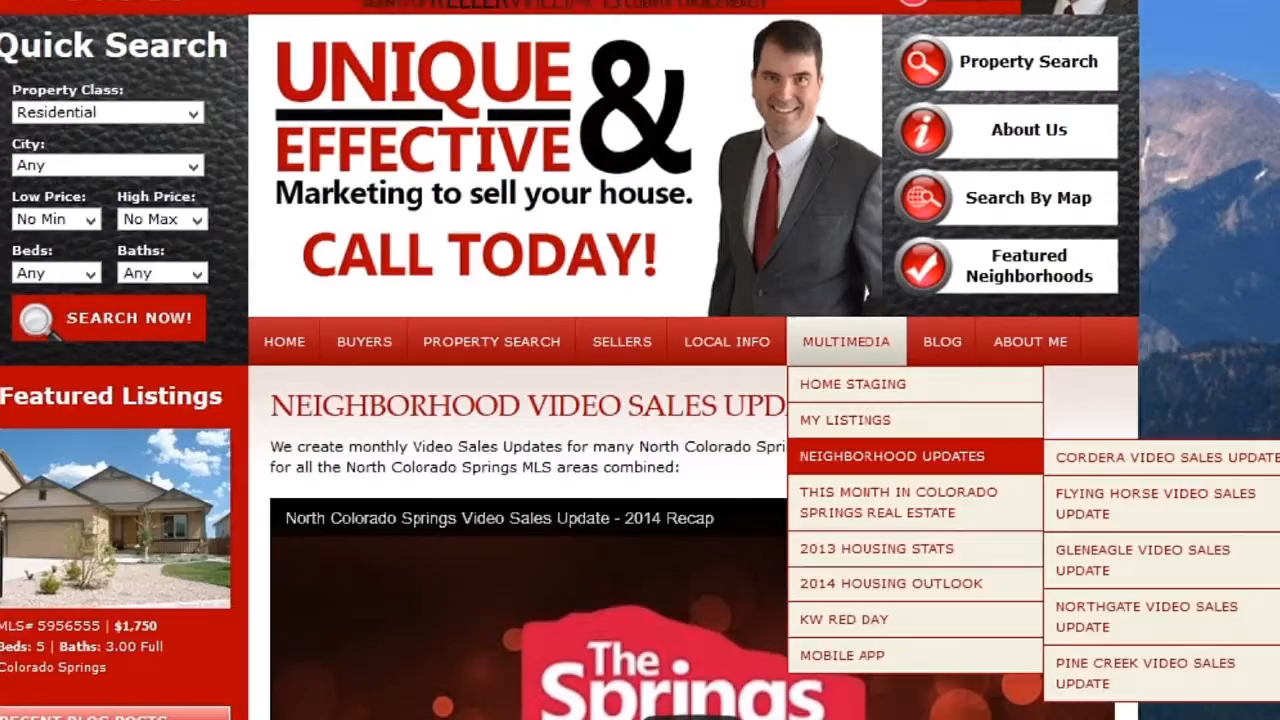 KELLER
Quick Search
Property Class:
Residential
City:
Any
Low Price: High Price:
No Min No Max
Beds: Baths:
Any Any
SEARCH NOW!
Featured Listings
MLS# 5956555 | $1,750
Beds: 5 | Baths: 3.00 Full
Colorado Springs
RECENT BLOG POSTS
UNIQUE &
EFFECTIVE
Marketing to sell your house.
CALL TODAY!
Property Search
About Us
Search By Map
Featured
Neighborhoods
HOME BUYERS PROPERTY SEARCH SELLERS LOCAL INFO MULTIMEDIA BLOG ABOUT ME
NEIGHBORHOOD VIDEO SALES UPD
We create monthly Video Sales Updates for many North Colorado Spri
for all the North Colorado Springs MLS areas combined:
North Colorado Springs Video Sales Update - 2014 Recap
The
Springs
HOME STAGING
MY LISTINGS
NEIGHBORHOOD UPDATES
THIS MONTH IN COLORADO
SPRINGS REAL ESTATE
2013 HOUSING STATS
2014 HOUSING OUTLOOK
KW RED DAY
MOBILE APP
CORDERA VIDEO SALES UPDATE
FLYING HORSE VIDEO SALES
UPDATE
GLENEAGLE VIDEO SALES
UPDATE
NORTHGATE VIDEO SALES
UPDATE
PINE CREEK VIDEO SALES
UPDATE